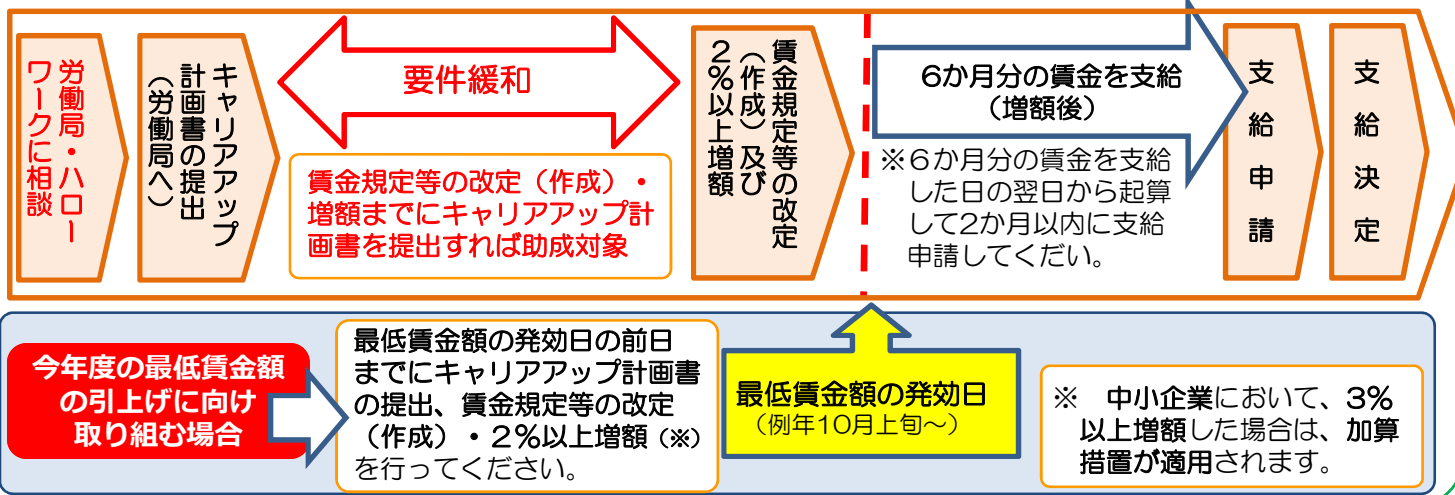 労働局・ハロー
ワークに相談
キャリアアップ
計画書の提出
（労働局へ）
要件緩和
賃金規定等の改定（作成）・
増額までにキャリアアップ計
画書を提出すれば助成対象
賃金規定等の改定
（作成）及び
２％以上増額
６か月分の賃金を支給
（増額後）
※６か月分の賃金を支給
した日の翌日から起算
して2か月以内に支給
申請してくだい。
支給申請
支給決定
今年度の最低賃金額
の引上げに向け
取り組む場合
最低賃金額の発効日の前日
までにキャリアアップ計画書
の提出、賃金規定等の改定
（作成）・２％以上増額（※）
を行ってください。
最低賃金額の発効日
（例年10月上旬～）
※　中小企業において、3％
以上増額した場合は、加算
措置が適用されます。